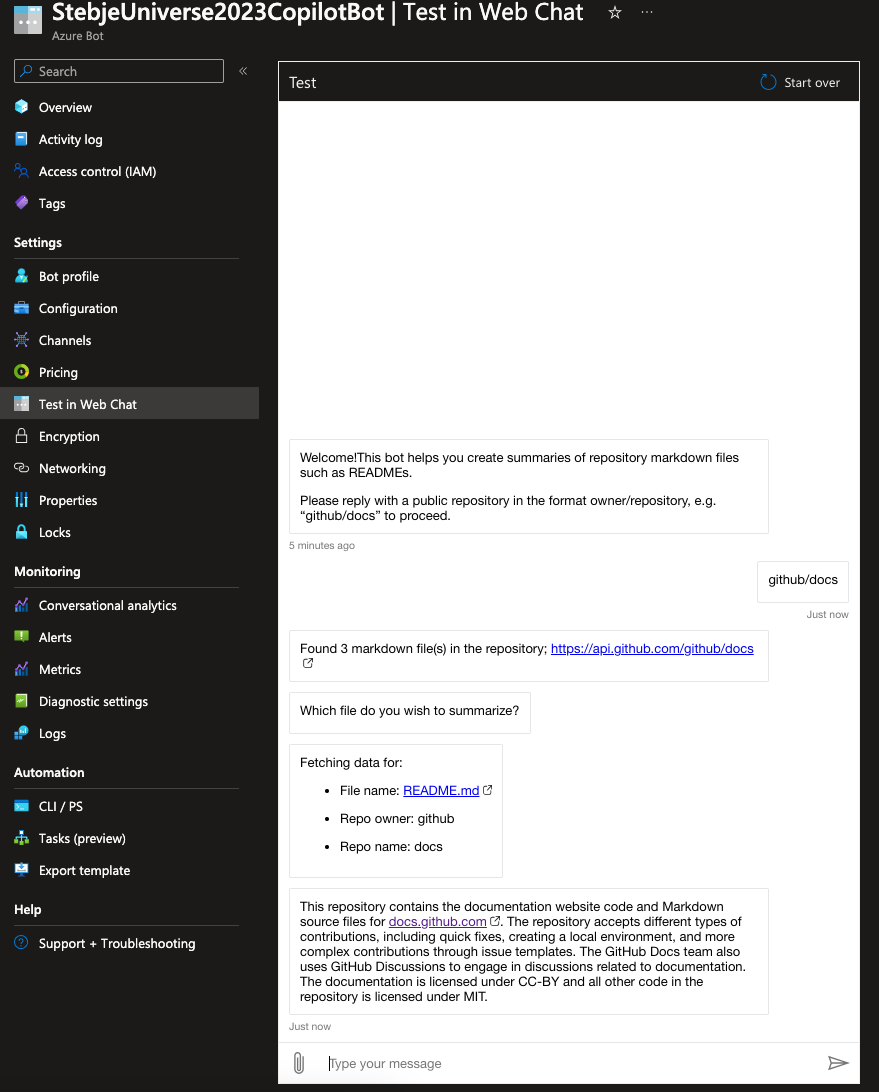 StebjeUniverse2023CopilotBot | Test in Web Chat
Azure Bot
Search
Overview
Activity log
Access control (IAM)
Tags
Settings
Bot profile
Configuration
Channels
Pricing
Test in Web Chat
Encryption
Networking
Properties
Locks
Monitoring
Conversational analytics
Alerts
Metrics
Diagnostic settings
Logs
Automation
CLI / PS
Tasks (preview)
Export template
Help
Support + Troubleshooting
Test
Start over
Welcome!This bot helps you create summaries of repository markdown files
such as READMEs.
Please reply with a public repository in the format owner/repository, e.g.
“github/docs” to proceed.
5 minutes ago
github/docs
Just now
Found 3 markdown file(s) in the repository; https://api.github.com/github/docs
Which file do you wish to summarize?
Fetching data for:
• File name: README.md
• Repo owner: github
• Repo name: docs
This repository contains the documentation website code and Markdown
source files for docs.github.com. The repository accepts different types of
contributions, including quick fixes, creating a local environment, and more
complex contributions through issue templates. The GitHub Docs team also
uses GitHub Discussions to engage in discussions related to documentation.
The documentation is licensed under CC-BY and all other code in the
repository is licensed under MIT.
Just now
Type your message